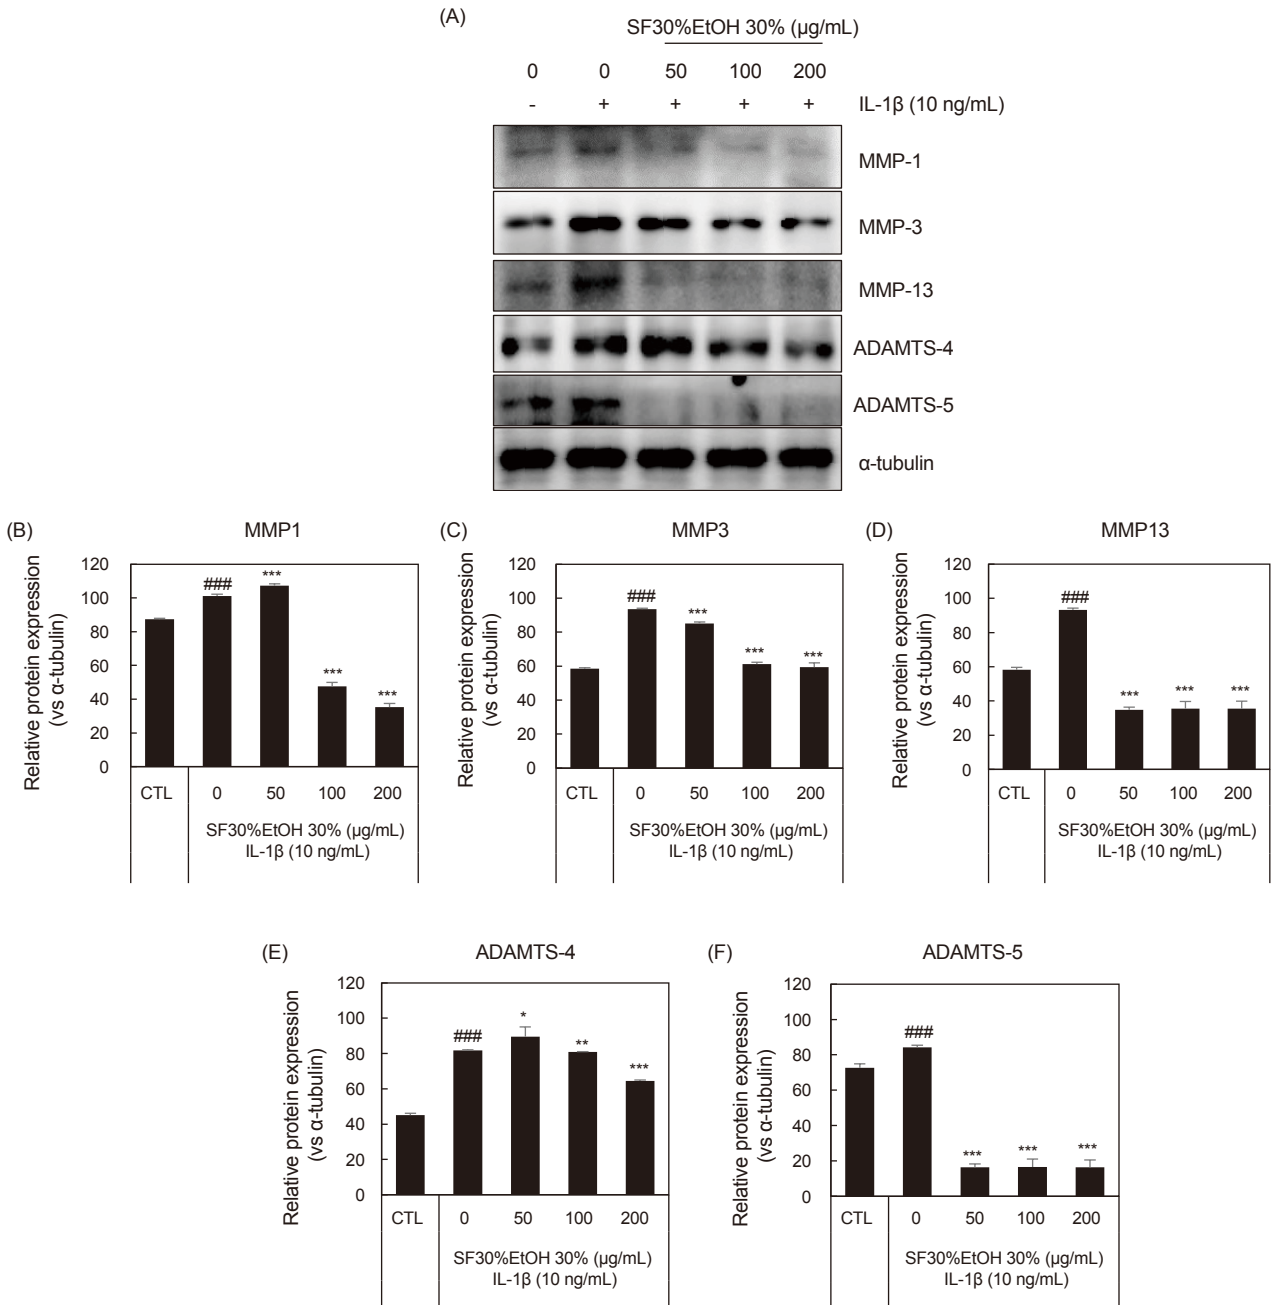 (A)
SF30%EtOH 30% (μg/mL)
0 0 50 100 200
- + + + + IL-1β (10 ng/mL)
MMP-1
MMP-3
MMP-13
ADAMTS-4
ADAMTS-5
α-tubulin
(B) MMP1
Relative protein expression
(vs α-tubulin)
120
100
80
60
40
20
0
###
***
***
***
CTL 0 50 100 200
SF30%EtOH 30% (μg/mL)
IL-1β (10 ng/mL)
(C) MMP3
Relative protein expression
(vs α-tubulin)
120
100
80
60
40
20
0
###
***
***
***
CTL 0 50 100 200
SF30%EtOH 30% (μg/mL)
IL-1β (10 ng/mL)
(D) MMP13
Relative protein expression
(vs α-tubulin)
120
100
80
60
40
20
0
###
***
***
***
CTL 0 50 100 200
SF30%EtOH 30% (μg/mL)
IL-1β (10 ng/mL)
(E) ADAMTS-4
Relative protein expression
(vs α-tubulin)
120
100
80
60
40
20
0
###
*
**
***
CTL 0 50 100 200
SF30%EtOH 30% (μg/mL)
IL-1β (10 ng/mL)
(F) ADAMTS-5
Relative protein expression
(vs α-tubulin)
120
100
80
60
40
20
0
###
***
***
***
CTL 0 50 100 200
SF30%EtOH 30% (μg/mL)
IL-1β (10 ng/mL)